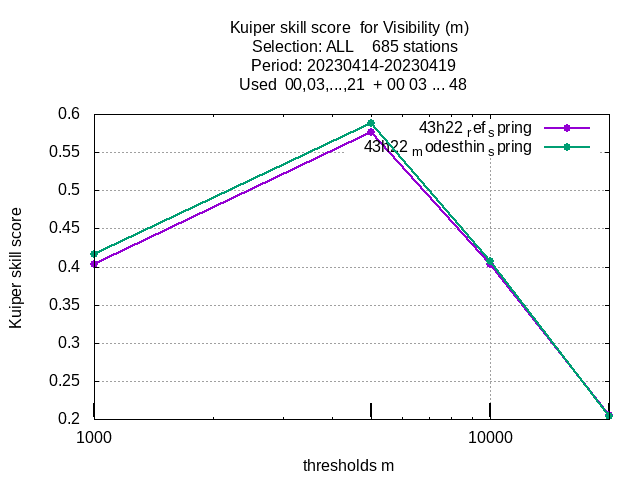 Kuiper skill score  for Visibility (m)
Selection: ALL    685 stations
Period: 20230414-20230419
Used  00,03,...,21  + 00 03 ... 48
0.6
0.55
0.5
0.45
0.4
0.35
0.3
0.25
0.2
Kuiper skill score
43h22 ref spring
43h22 modesthin spring
1000
10000
thresholds m